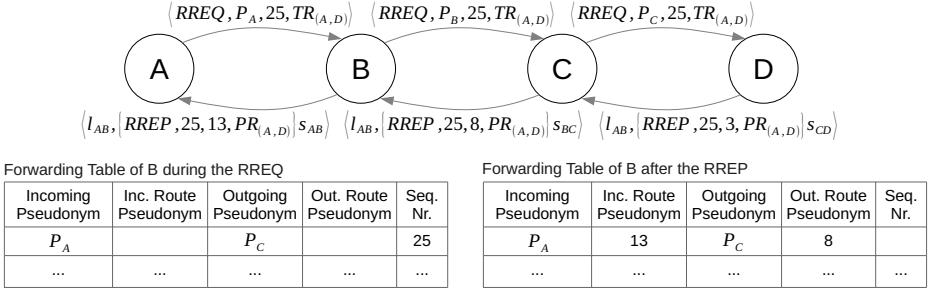 ⟨RREQ, P_A, 25, TR_(A,D)⟩ ⟨RREQ, P_B, 25, TR_(A,D)⟩ ⟨RREQ, P_C, 25, TR_(A,D)⟩
A B C D
⟨l_AB, {RREP, 25, 13, PR_(A,D)} s_AB⟩ ⟨l_AB, {RREP, 25, 8, PR_(A,D)} s_BC⟩ ⟨l_AB, {RREP, 25, 3, PR_(A,D)} s_CD⟩
Forwarding Table of B during the RREQ
Incoming Pseudonym | Inc. Route Pseudonym | Outgoing Pseudonym | Out. Route Pseudonym | Seq. Nr.
P_A | | P_C | | 25
... | ... | ... | ... | ...
Forwarding Table of B after the RREP
Incoming Pseudonym | Inc. Route Pseudonym | Outgoing Pseudonym | Out. Route Pseudonym | Seq. Nr.
P_A | 13 | P_C | 8 |
... | ... | ... | ... | ...